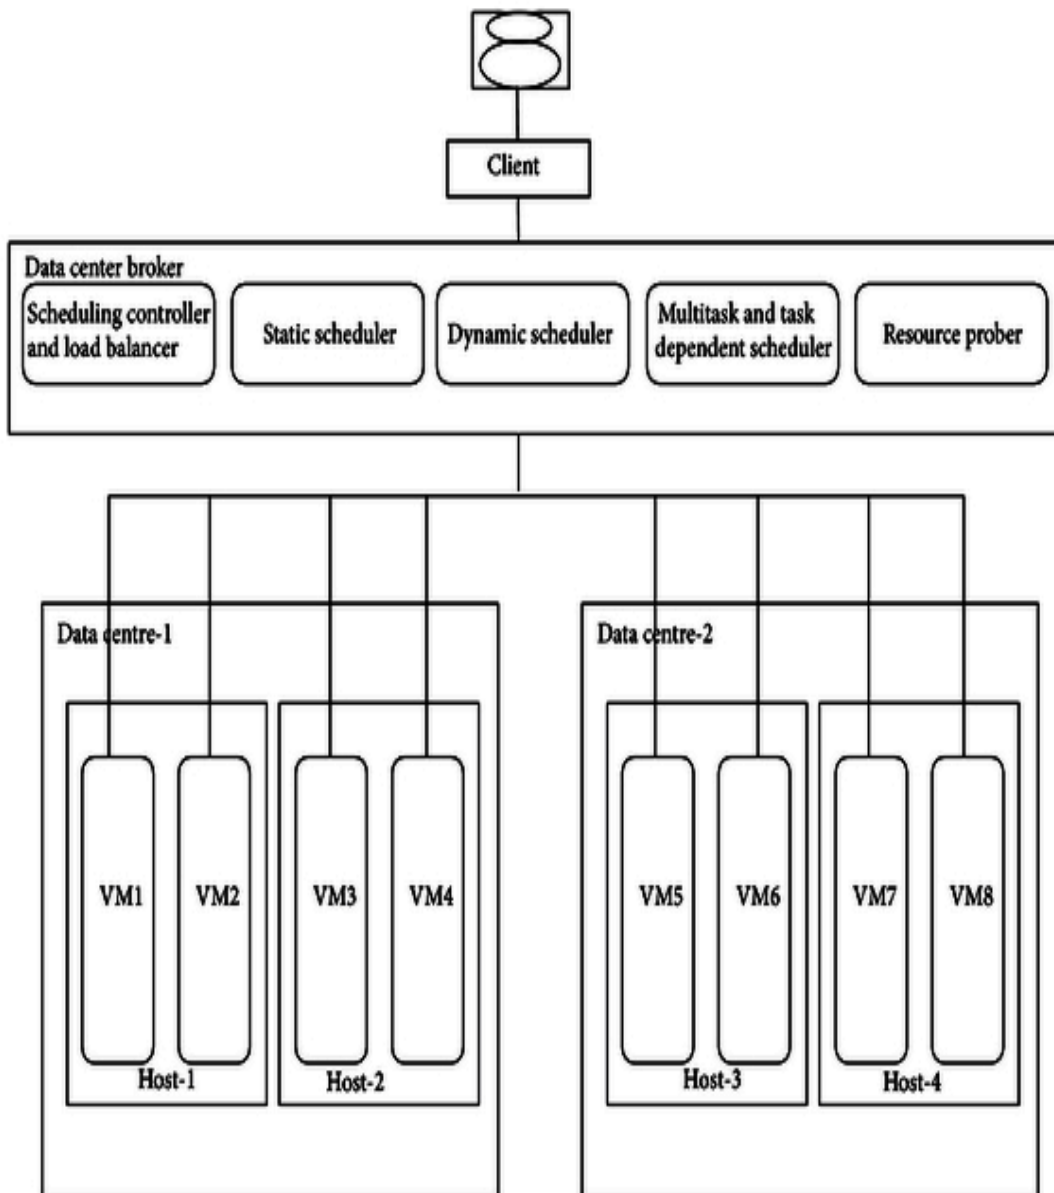 Client
Data center broker
Scheduling controller
and load balancer
Static scheduler
Dynamic scheduler
Multitask and task
dependent scheduler
Resource prober
Data centre-1
Data centre-2
VM1
VM2
VM3
VM4
VM5
VM6
VM7
VM8
Host-1
Host-2
Host-3
Host-4